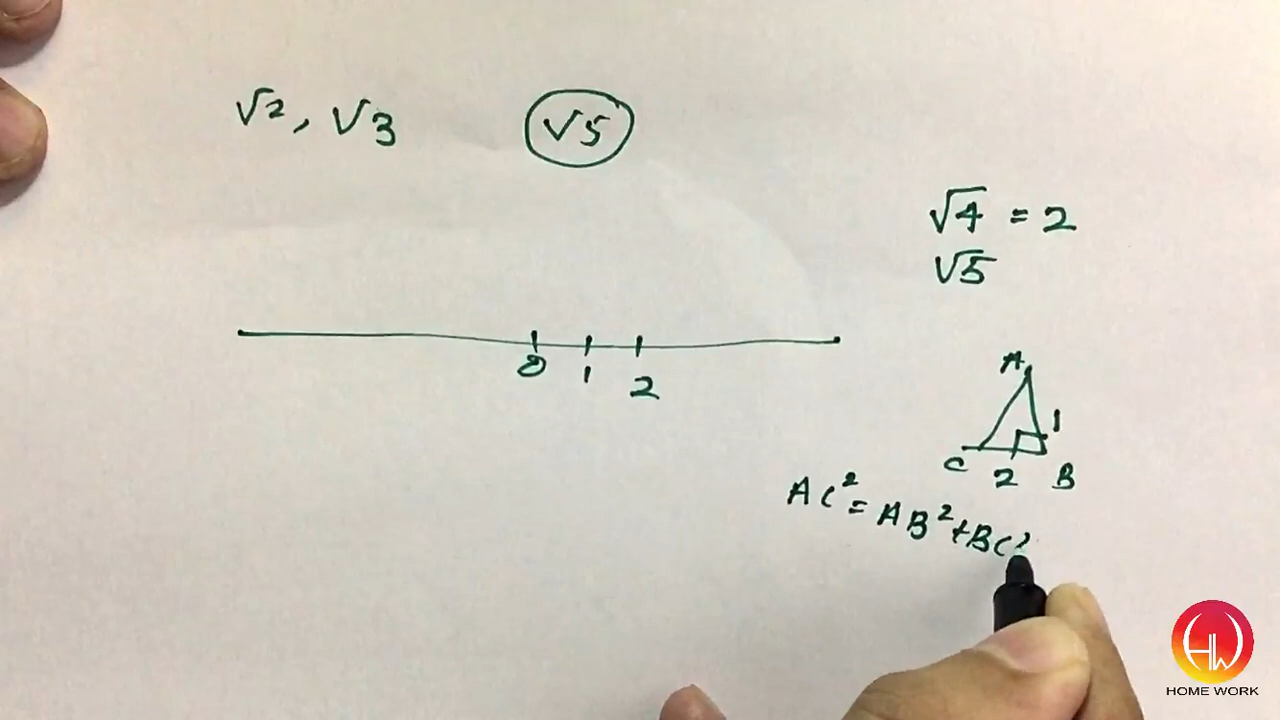 √2, √3 √5
√4 = 2
√5
0 1 2
A
1
C 2 B
AC² = AB² + BC²
HOME WORK